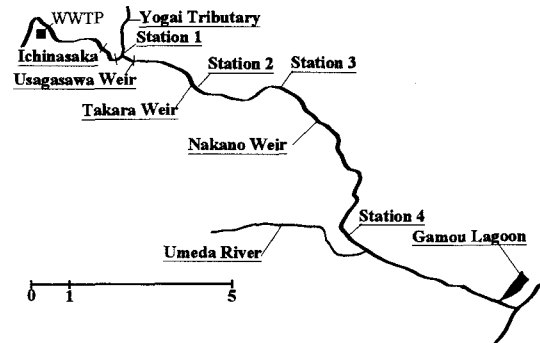 WWTP
Yogai Tributary
Station 1
Ichinasaka
Usagasawa Weir
Station 2
Station 3
Takara Weir
Nakano Weir
Station 4
Gamou Lagoon
Umeda River
0 1 5